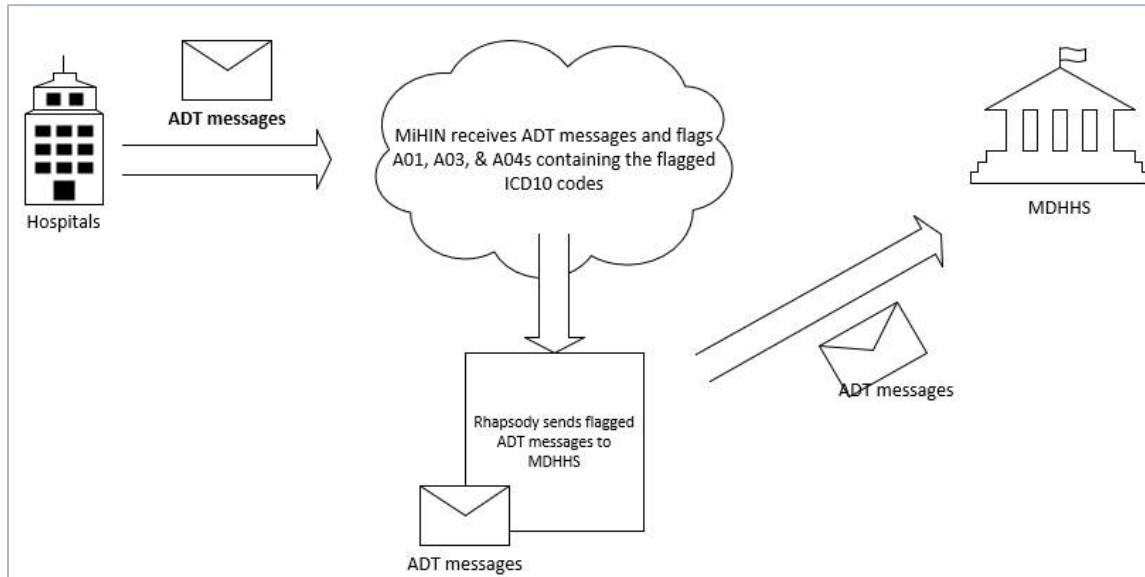 ADT messages
Hospitals
MiHIN receives ADT messages and flags
A01, A03, & A04s containing the flagged
ICD10 codes
MDHHS
Rhapsody sends flagged
ADT messages to
MDHHS
ADT messages
ADT messages